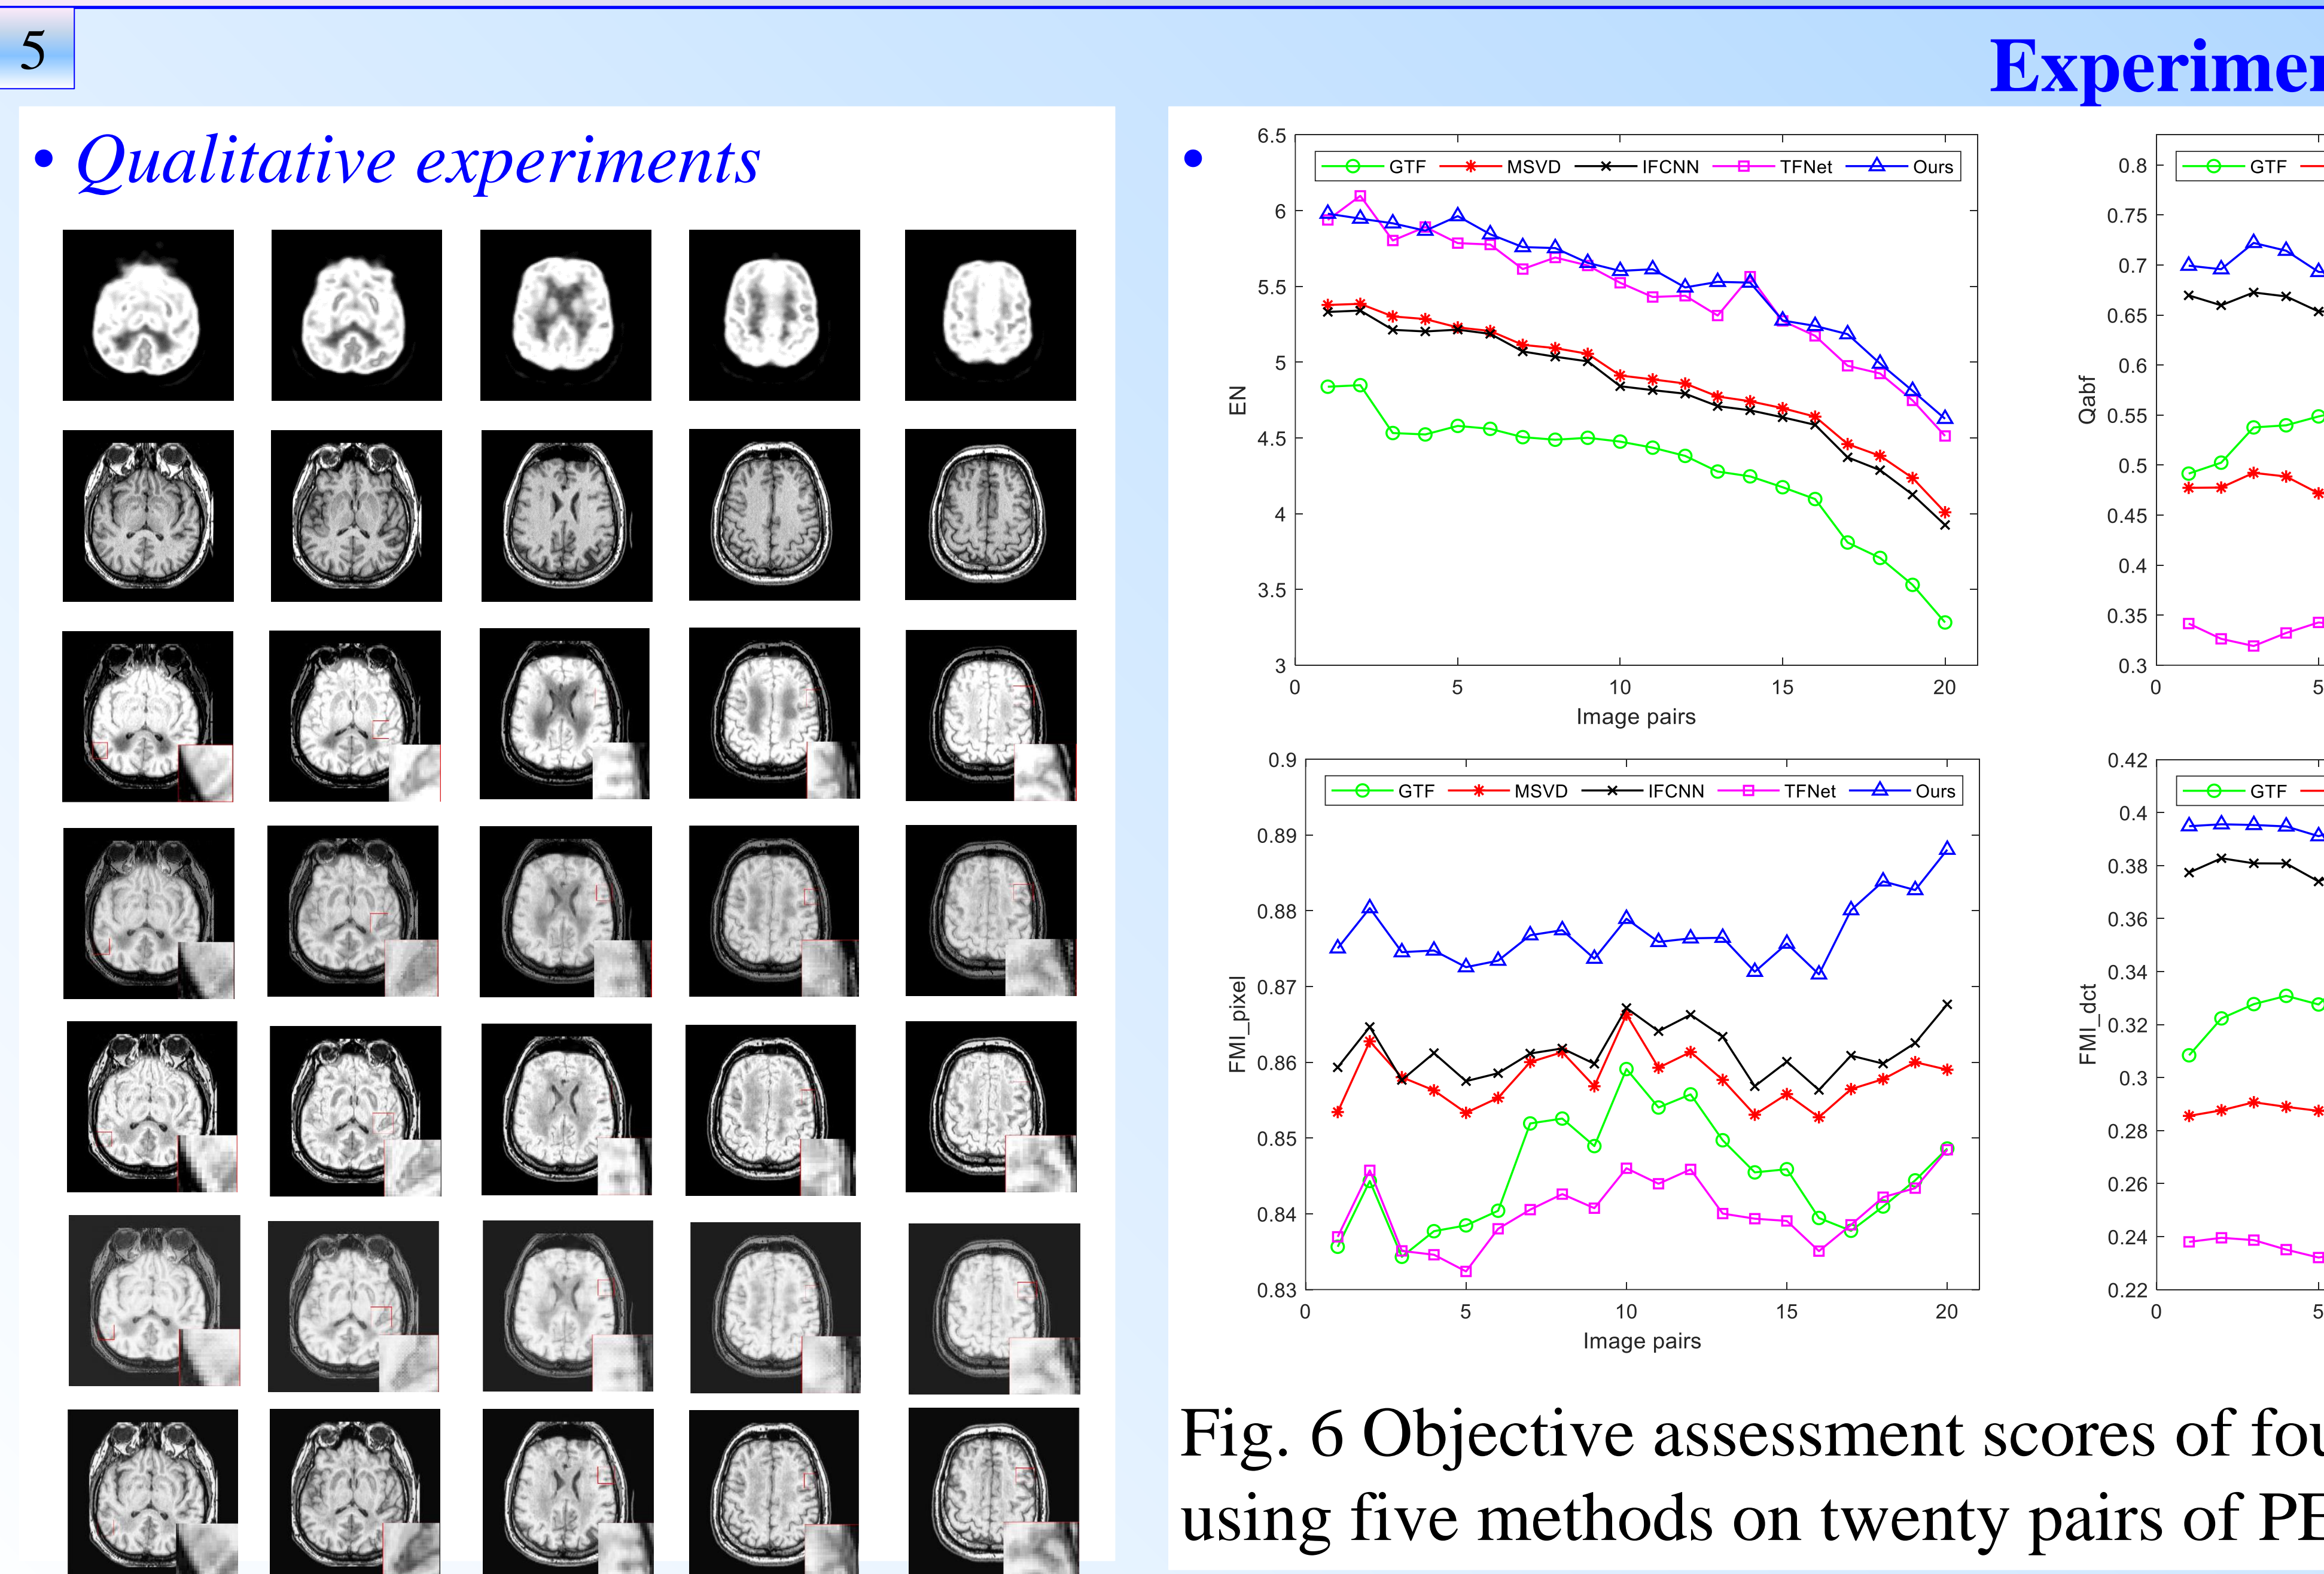 5
Experimen
• Qualitative experiments
•
6.5
6
5.5
5
4.5
4
3.5
3
EN
GTF MSVD IFCNN TFNet Ours
0 5 10 15 20
Image pairs
0.8
0.75
0.7
0.65
0.6
0.55
0.5
0.45
0.4
0.35
0.3
Qabf
GTF
0 5
0.9
0.89
0.88
0.87
0.86
0.85
0.84
0.83
FMI_pixel
GTF MSVD IFCNN TFNet Ours
0 5 10 15 20
Image pairs
0.42
0.4
0.38
0.36
0.34
0.32
0.3
0.28
0.26
0.24
0.22
FMI_dct
GTF
0 5
Fig. 6 Objective assessment scores of fou
using five methods on twenty pairs of PE